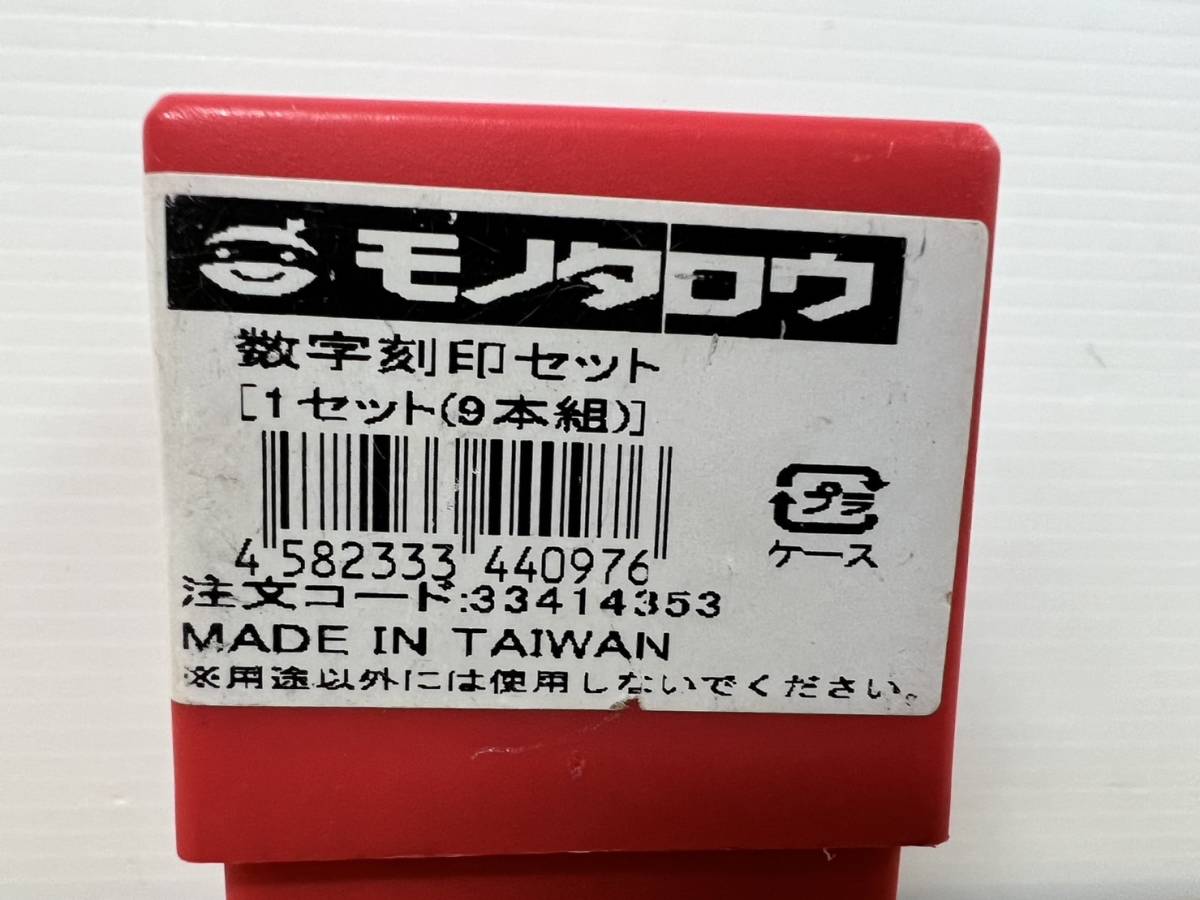 モノタロウ
数字刻印セット
[1セット(9本組)]
4 582333 440976
プラ
ケース
注文コード:33414353
MADE IN TAIWAN
※用途以外には使用しないでください。